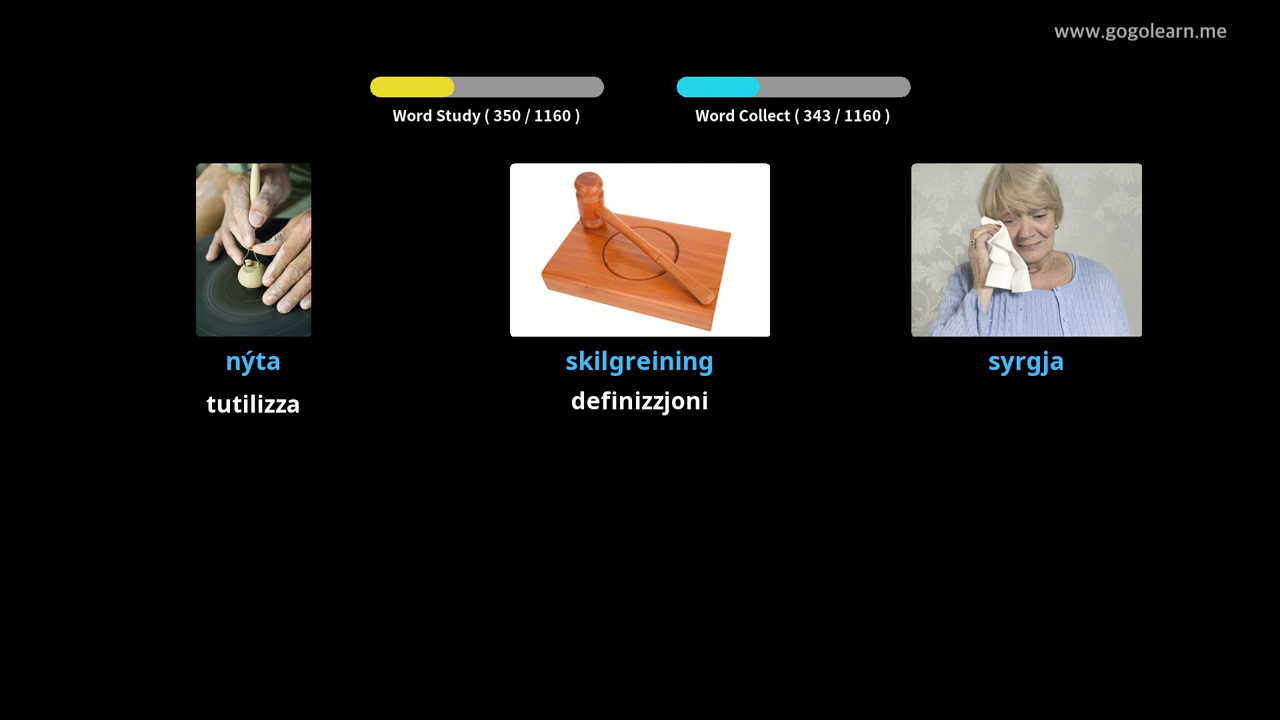 www.gogolearn.me
Word Study ( 350 / 1160 )
Word Collect ( 343 / 1160 )
nýta
skilgreining
syrgja
tutilizza
definizzjoni